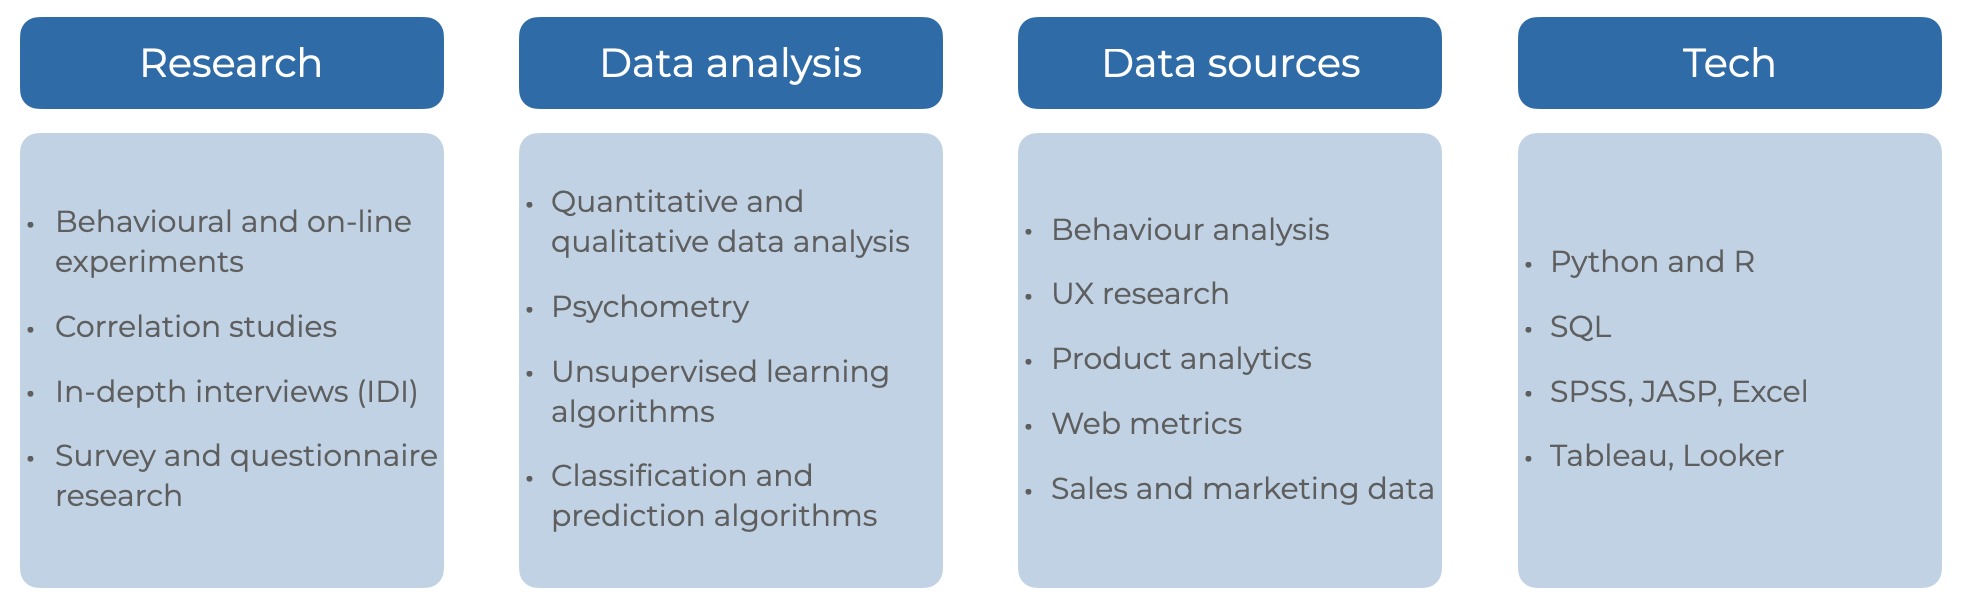 Research
• Behavioural and on-line
experiments
• Correlation studies
• In-depth interviews (IDI)
• Survey and questionnaire
research
Data analysis
• Quantitative and
qualitative data analysis
• Psychometry
• Unsupervised learning
algorithms
• Classification and
prediction algorithms
Data sources
• Behaviour analysis
• UX research
• Product analytics
• Web metrics
• Sales and marketing data
Tech
• Python and R
• SQL
• SPSS, JASP, Excel
• Tableau, Looker